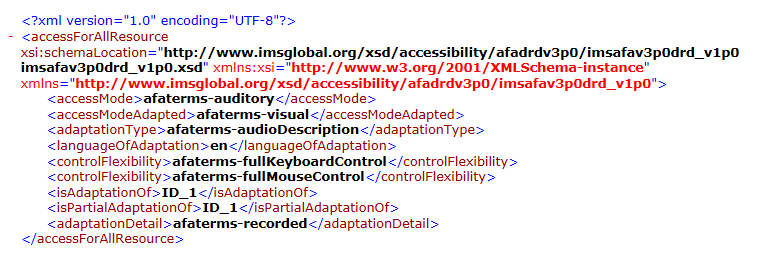 <?xml version="1.0" encoding="UTF-8"?>
- <accessForAllResource
xsi:schemaLocation="http://www.imsglobal.org/xsd/accessibility/afadrdv3p0/imsafav3p0drd_v1p0
imsafav3p0drd_v1p0.xsd" xmlns:xsi="http://www.w3.org/2001/XMLSchema-instance"
xmlns="http://www.imsglobal.org/xsd/accessibility/afadrdv3p0/imsafav3p0drd_v1p0">
<accessMode>afaterms-auditory</accessMode>
<accessModeAdapted>afaterms-visual</accessModeAdapted>
<adaptationType>afaterms-audioDescription</adaptationType>
<languageOfAdaptation>en</languageOfAdaptation>
<controlFlexibility>afaterms-fullKeyboardControl</controlFlexibility>
<controlFlexibility>afaterms-fullMouseControl</controlFlexibility>
<isAdaptationOf>ID_1</isAdaptationOf>
<isPartialAdaptationOf>ID_1</isPartialAdaptationOf>
<adaptationDetail>afaterms-recorded</adaptationDetail>
</accessForAllResource>